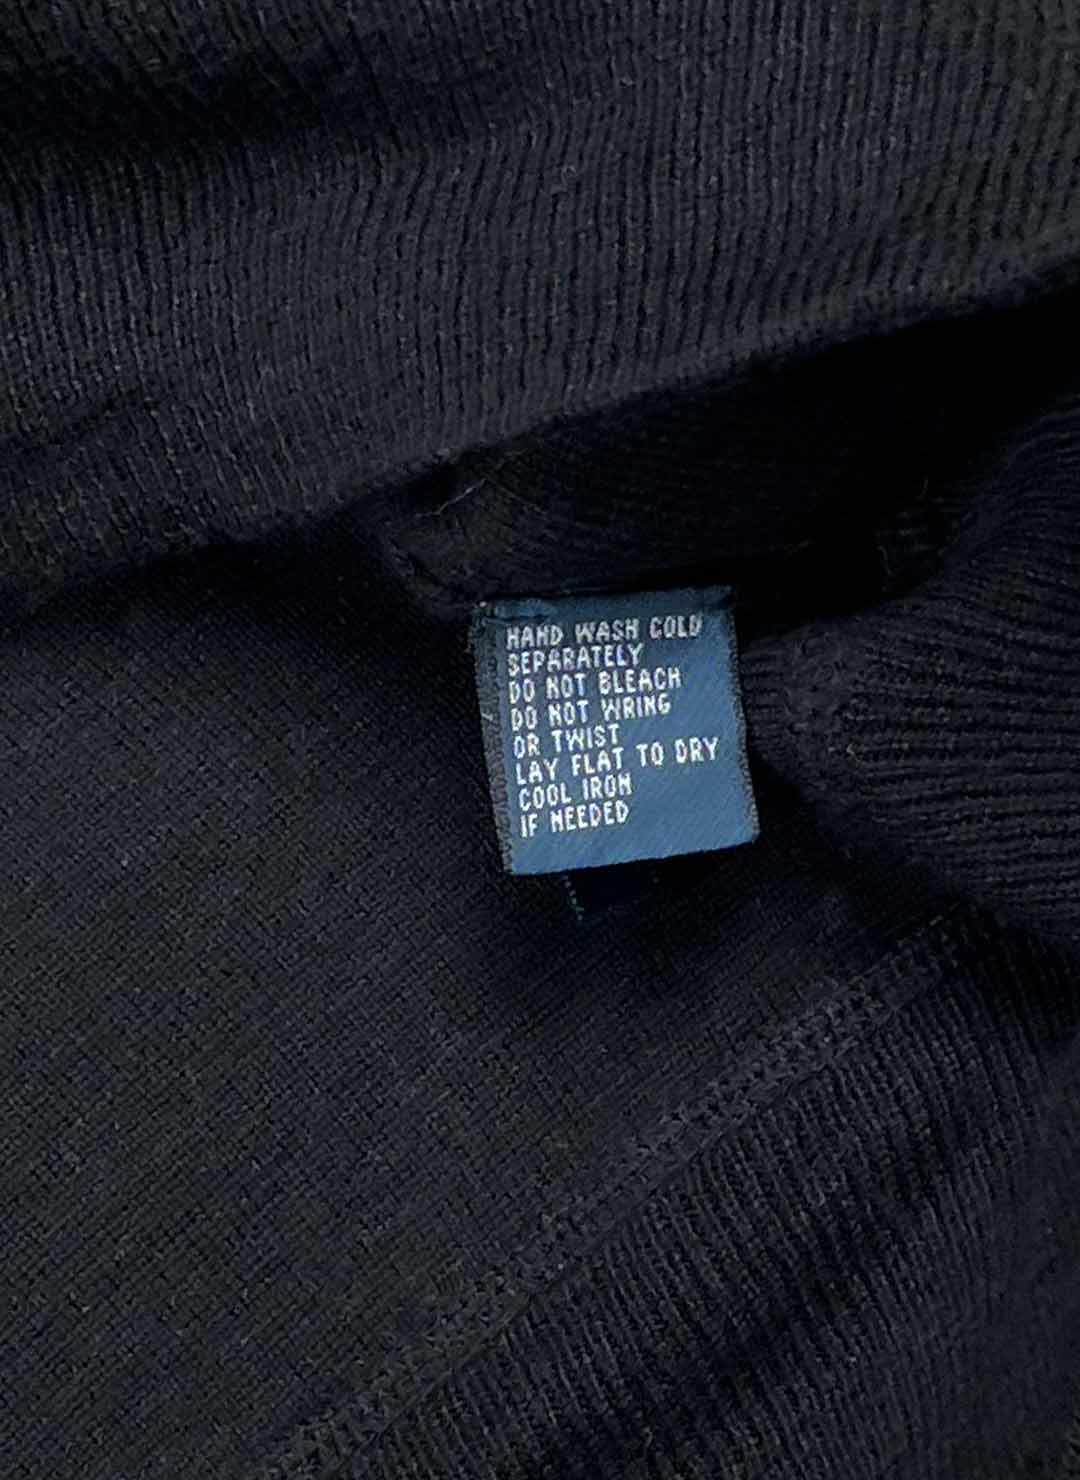 HAND WASH COLD
SEPARATELY
DO NOT BLEACH
DO NOT WRING
OR TWIST
LAY FLAT TO DRY
COOL IRON
IF NEEDED